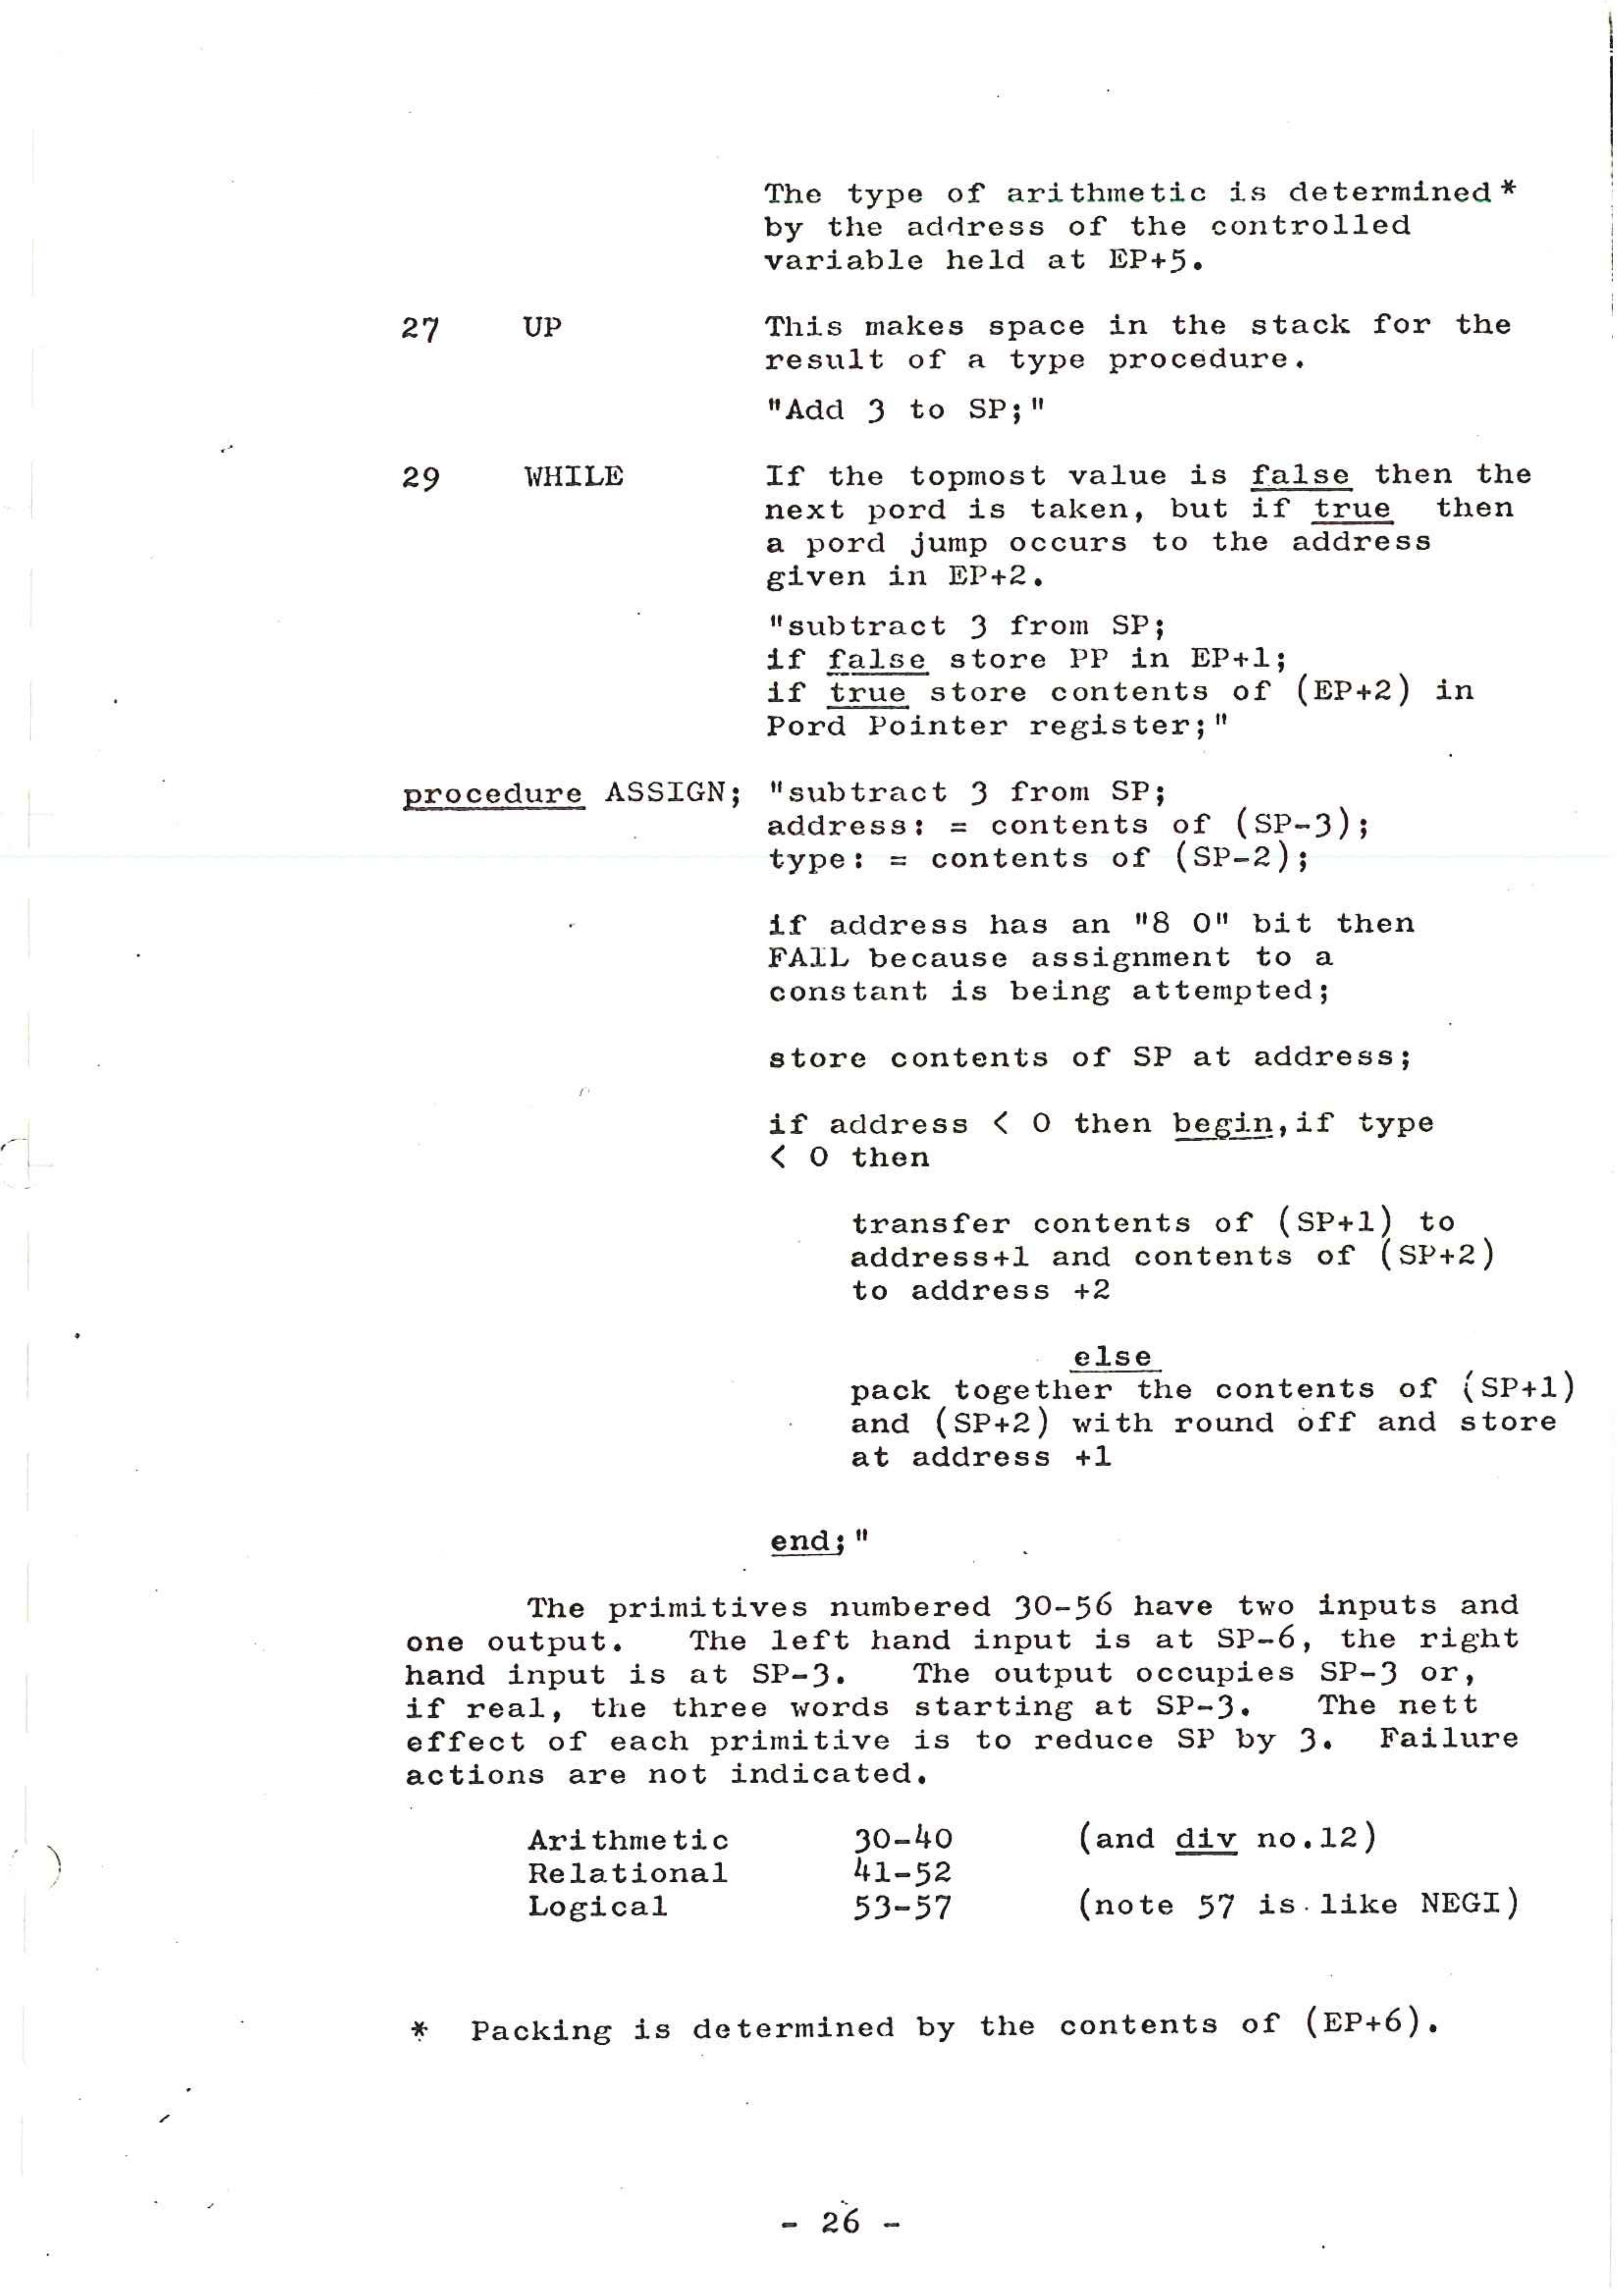 The type of arithmetic is determined*
by the address of the controlled
variable held at EP+5.
27 UP This makes space in the stack for the
result of a type procedure.
"Add 3 to SP;"
29 WHILE If the topmost value is false then the
next pord is taken, but if true then
a pord jump occurs to the address
given in EP+2.
"subtract 3 from SP;
if false store PP in EP+1;
if true store contents of (EP+2) in
Pord Pointer register;"
procedure ASSIGN; "subtract 3 from SP;
address: = contents of (SP-3);
type: = contents of (SP-2);
if address has an "8 0" bit then
FAIL because assignment to a
constant is being attempted;
store contents of SP at address;
if address < 0 then begin,if type
< 0 then
transfer contents of (SP+1) to
address+1 and contents of (SP+2)
to address +2
else
pack together the contents of (SP+1)
and (SP+2) with round off and store
at address +1
end;"
The primitives numbered 30-56 have two inputs and
one output. The left hand input is at SP-6, the right
hand input is at SP-3. The output occupies SP-3 or,
if real, the three words starting at SP-3. The nett
effect of each primitive is to reduce SP by 3. Failure
actions are not indicated.
Arithmetic 30-40 (and div no.12)
Relational 41-52
Logical 53-57 (note 57 is like NEGI)
* Packing is determined by the contents of (EP+6).
- 26 -